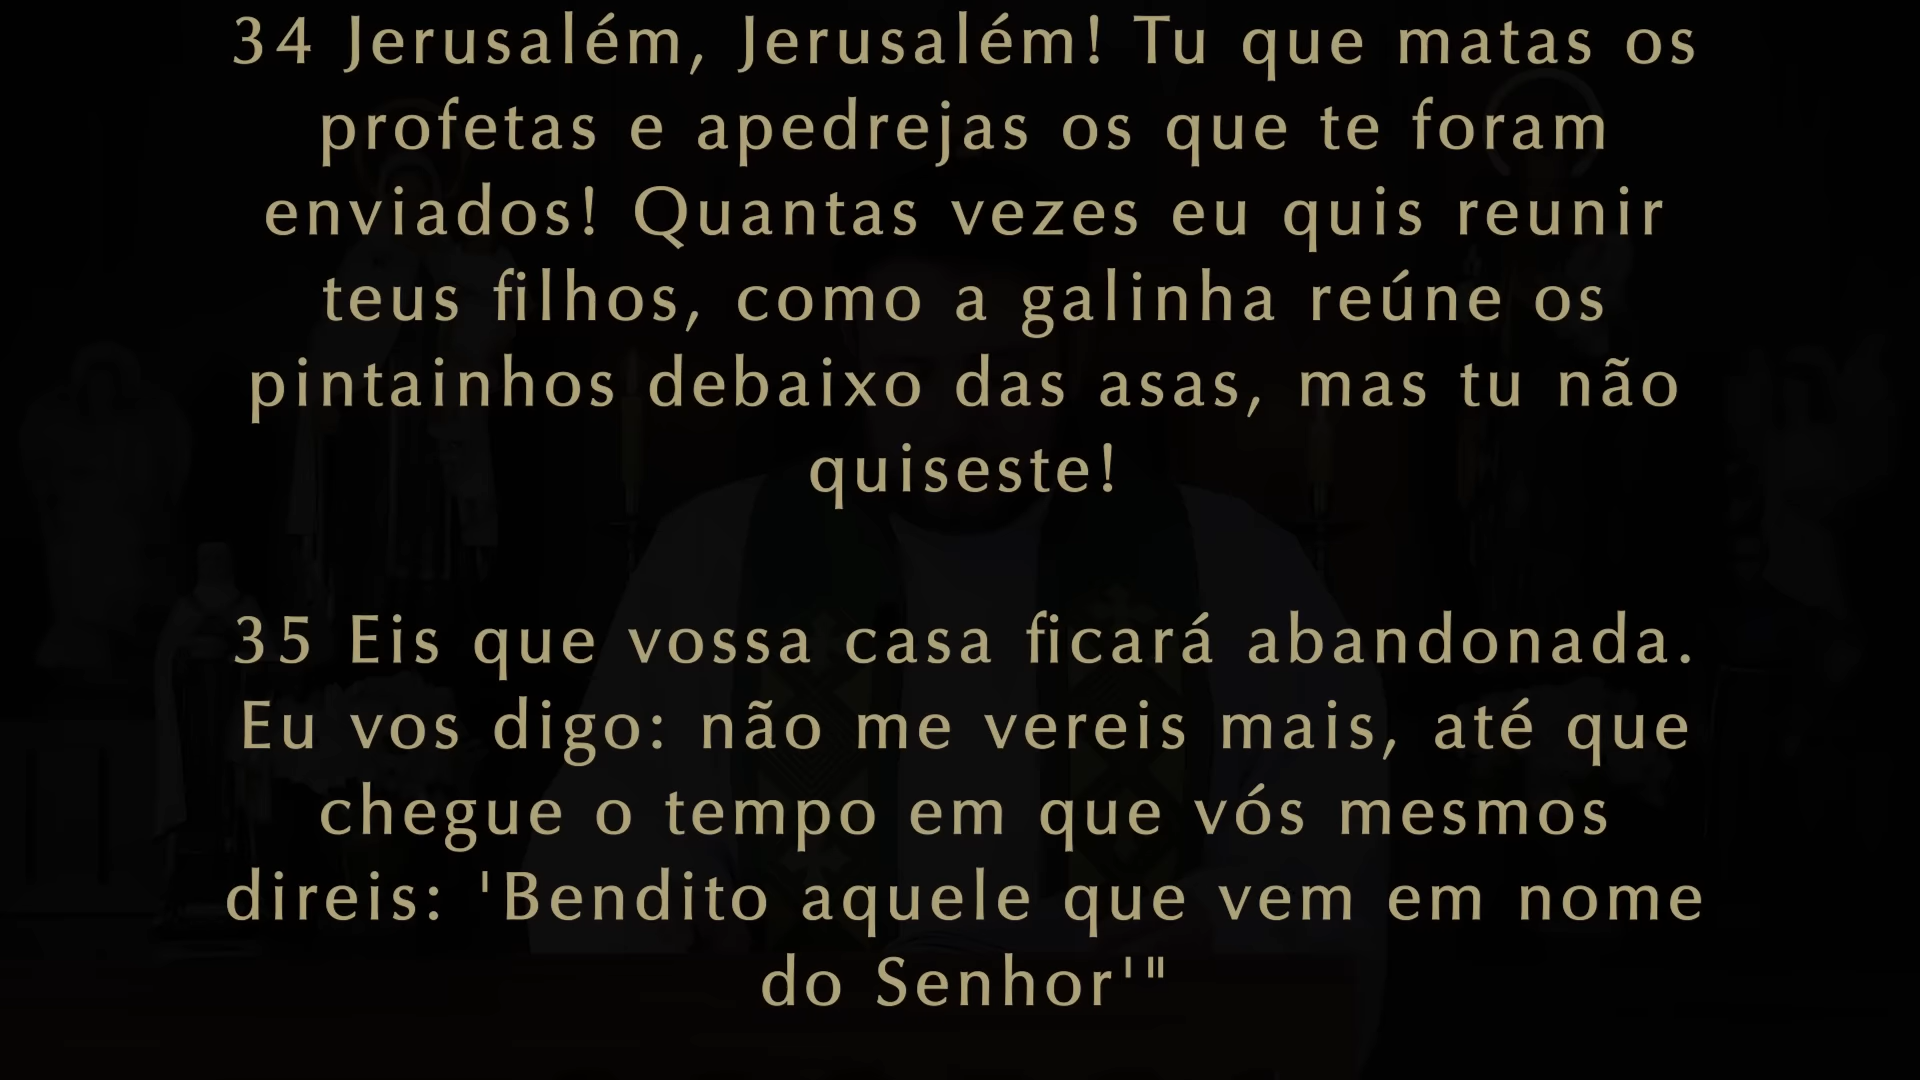 34 Jerusalém, Jerusalém! Tu que matas os
profetas e apedrejas os que te foram
enviados! Quantas vezes eu quis reunir
teus filhos, como a galinha reúne os
pintainhos debaixo das asas, mas tu não
quiseste!
35 Eis que vossa casa ficará abandonada.
Eu vos digo: não me vereis mais, até que
chegue o tempo em que vós mesmos
direis: 'Bendito aquele que vem em nome
do Senhor'"